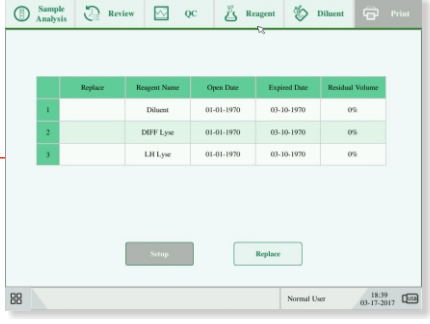 Sample Analysis Review QC Reagent Diluent Print
Replace Reagent Name Open Date Expired Date Residual Volume
1 Diluent 01-01-1970 03-10-1970 0%
2 DIFF Lyse 01-01-1970 03-10-1970 0%
3 LH Lyse 01-01-1970 03-10-1970 0%
Setup Replace
Normal User 18:39 03-17-2017 USB